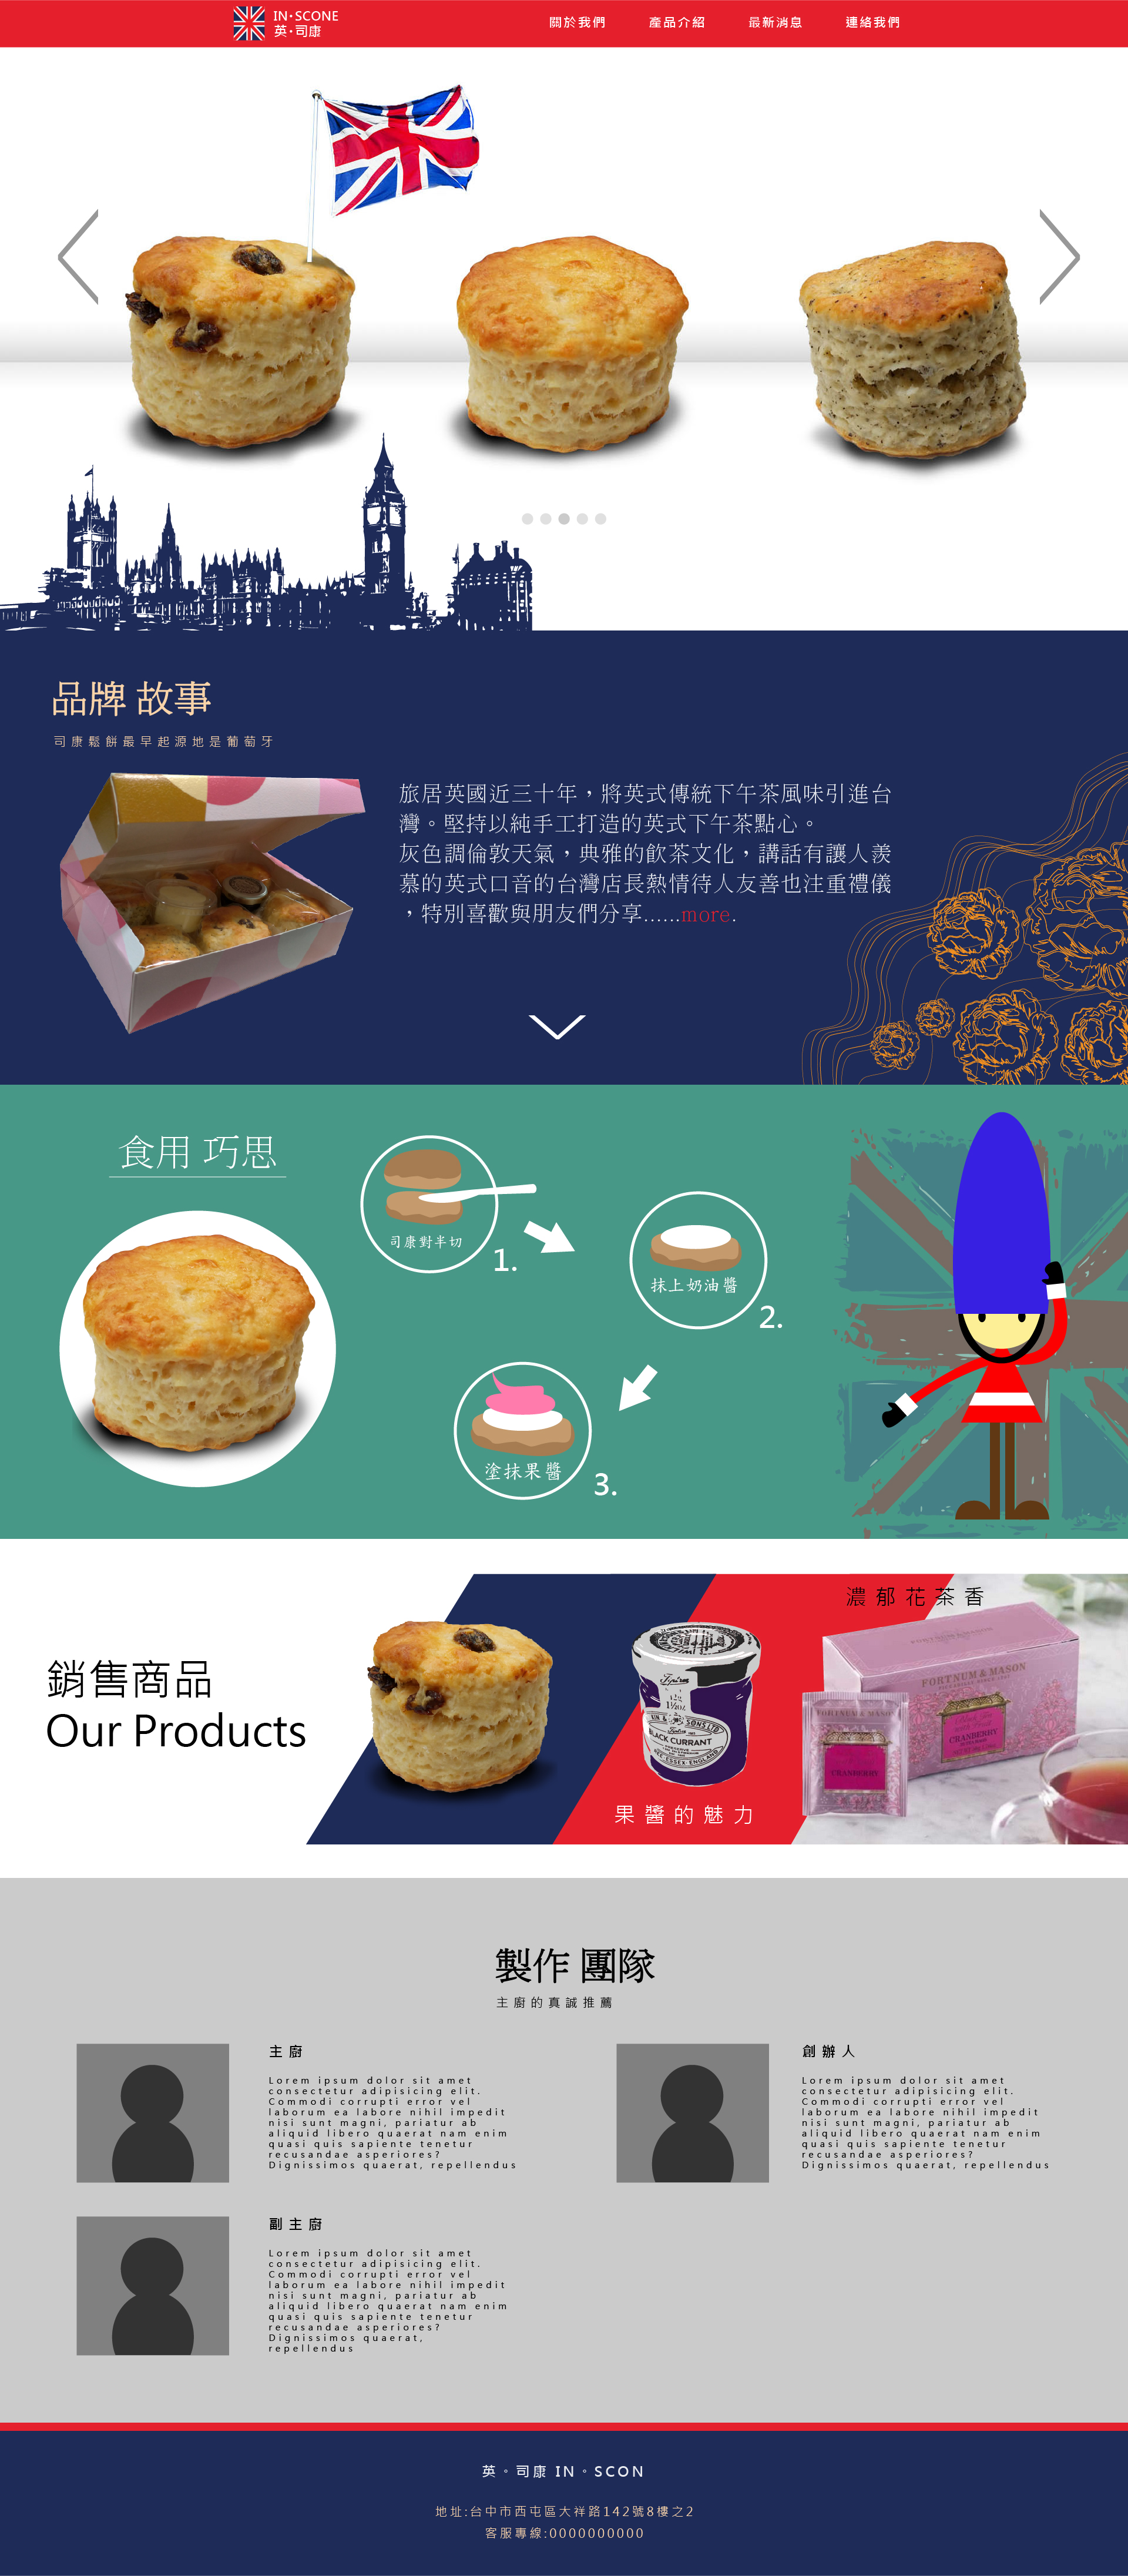 IN·SCONE
英·司康
關於我們
產品介紹
最新消息
連絡我們
品牌 故事
司康鬆餅最早起源地是葡萄牙
旅居英國近三十年，將英式傳統下午茶風味引進台
灣。堅持以純手工打造的英式下午茶點心。
灰色調倫敦天氣，典雅的飲茶文化，講話有讓人羨
慕的英式口音的台灣店長熱情待人友善也注重禮儀
，特別喜歡與朋友們分享......more.
食用 巧思
司康對半切
1.
抹上奶油醬
2.
塗抹果醬
3.
銷售商品
Our Products
SONS LTD
LACK CURRANT
ESSEX, ENGLAND
果醬的魅力
濃郁花茶香
FORTNUM & MASON
CRANBERRY
FORTNUM & MASON
CRANBERRY
製作 團隊
主廚的真誠推薦
主廚
Lorem ipsum dolor sit amet
consectetur adipisicing elit.
Commodi corrupti error vel
laborum ea labore nihil impedit
nisi sunt magni, pariatur ab
aliquid libero quaerat nam enim
quasi quis sapiente tenetur
recusandae asperiores?
Dignissimos quaerat, repellendus
創辦人
Lorem ipsum dolor sit amet
consectetur adipisicing elit.
Commodi corrupti error vel
laborum ea labore nihil impedit
nisi sunt magni, pariatur ab
aliquid libero quaerat nam enim
quasi quis sapiente tenetur
recusandae asperiores?
Dignissimos quaerat, repellendus
副主廚
Lorem ipsum dolor sit amet
consectetur adipisicing elit.
Commodi corrupti error vel
laborum ea labore nihil impedit
nisi sunt magni, pariatur ab
aliquid libero quaerat nam enim
quasi quis sapiente tenetur
recusandae asperiores?
Dignissimos quaerat,
repellendus
英。司康 IN。SCON
地址:台中市西屯區大祥路142號8樓之2
客服專線:0000000000